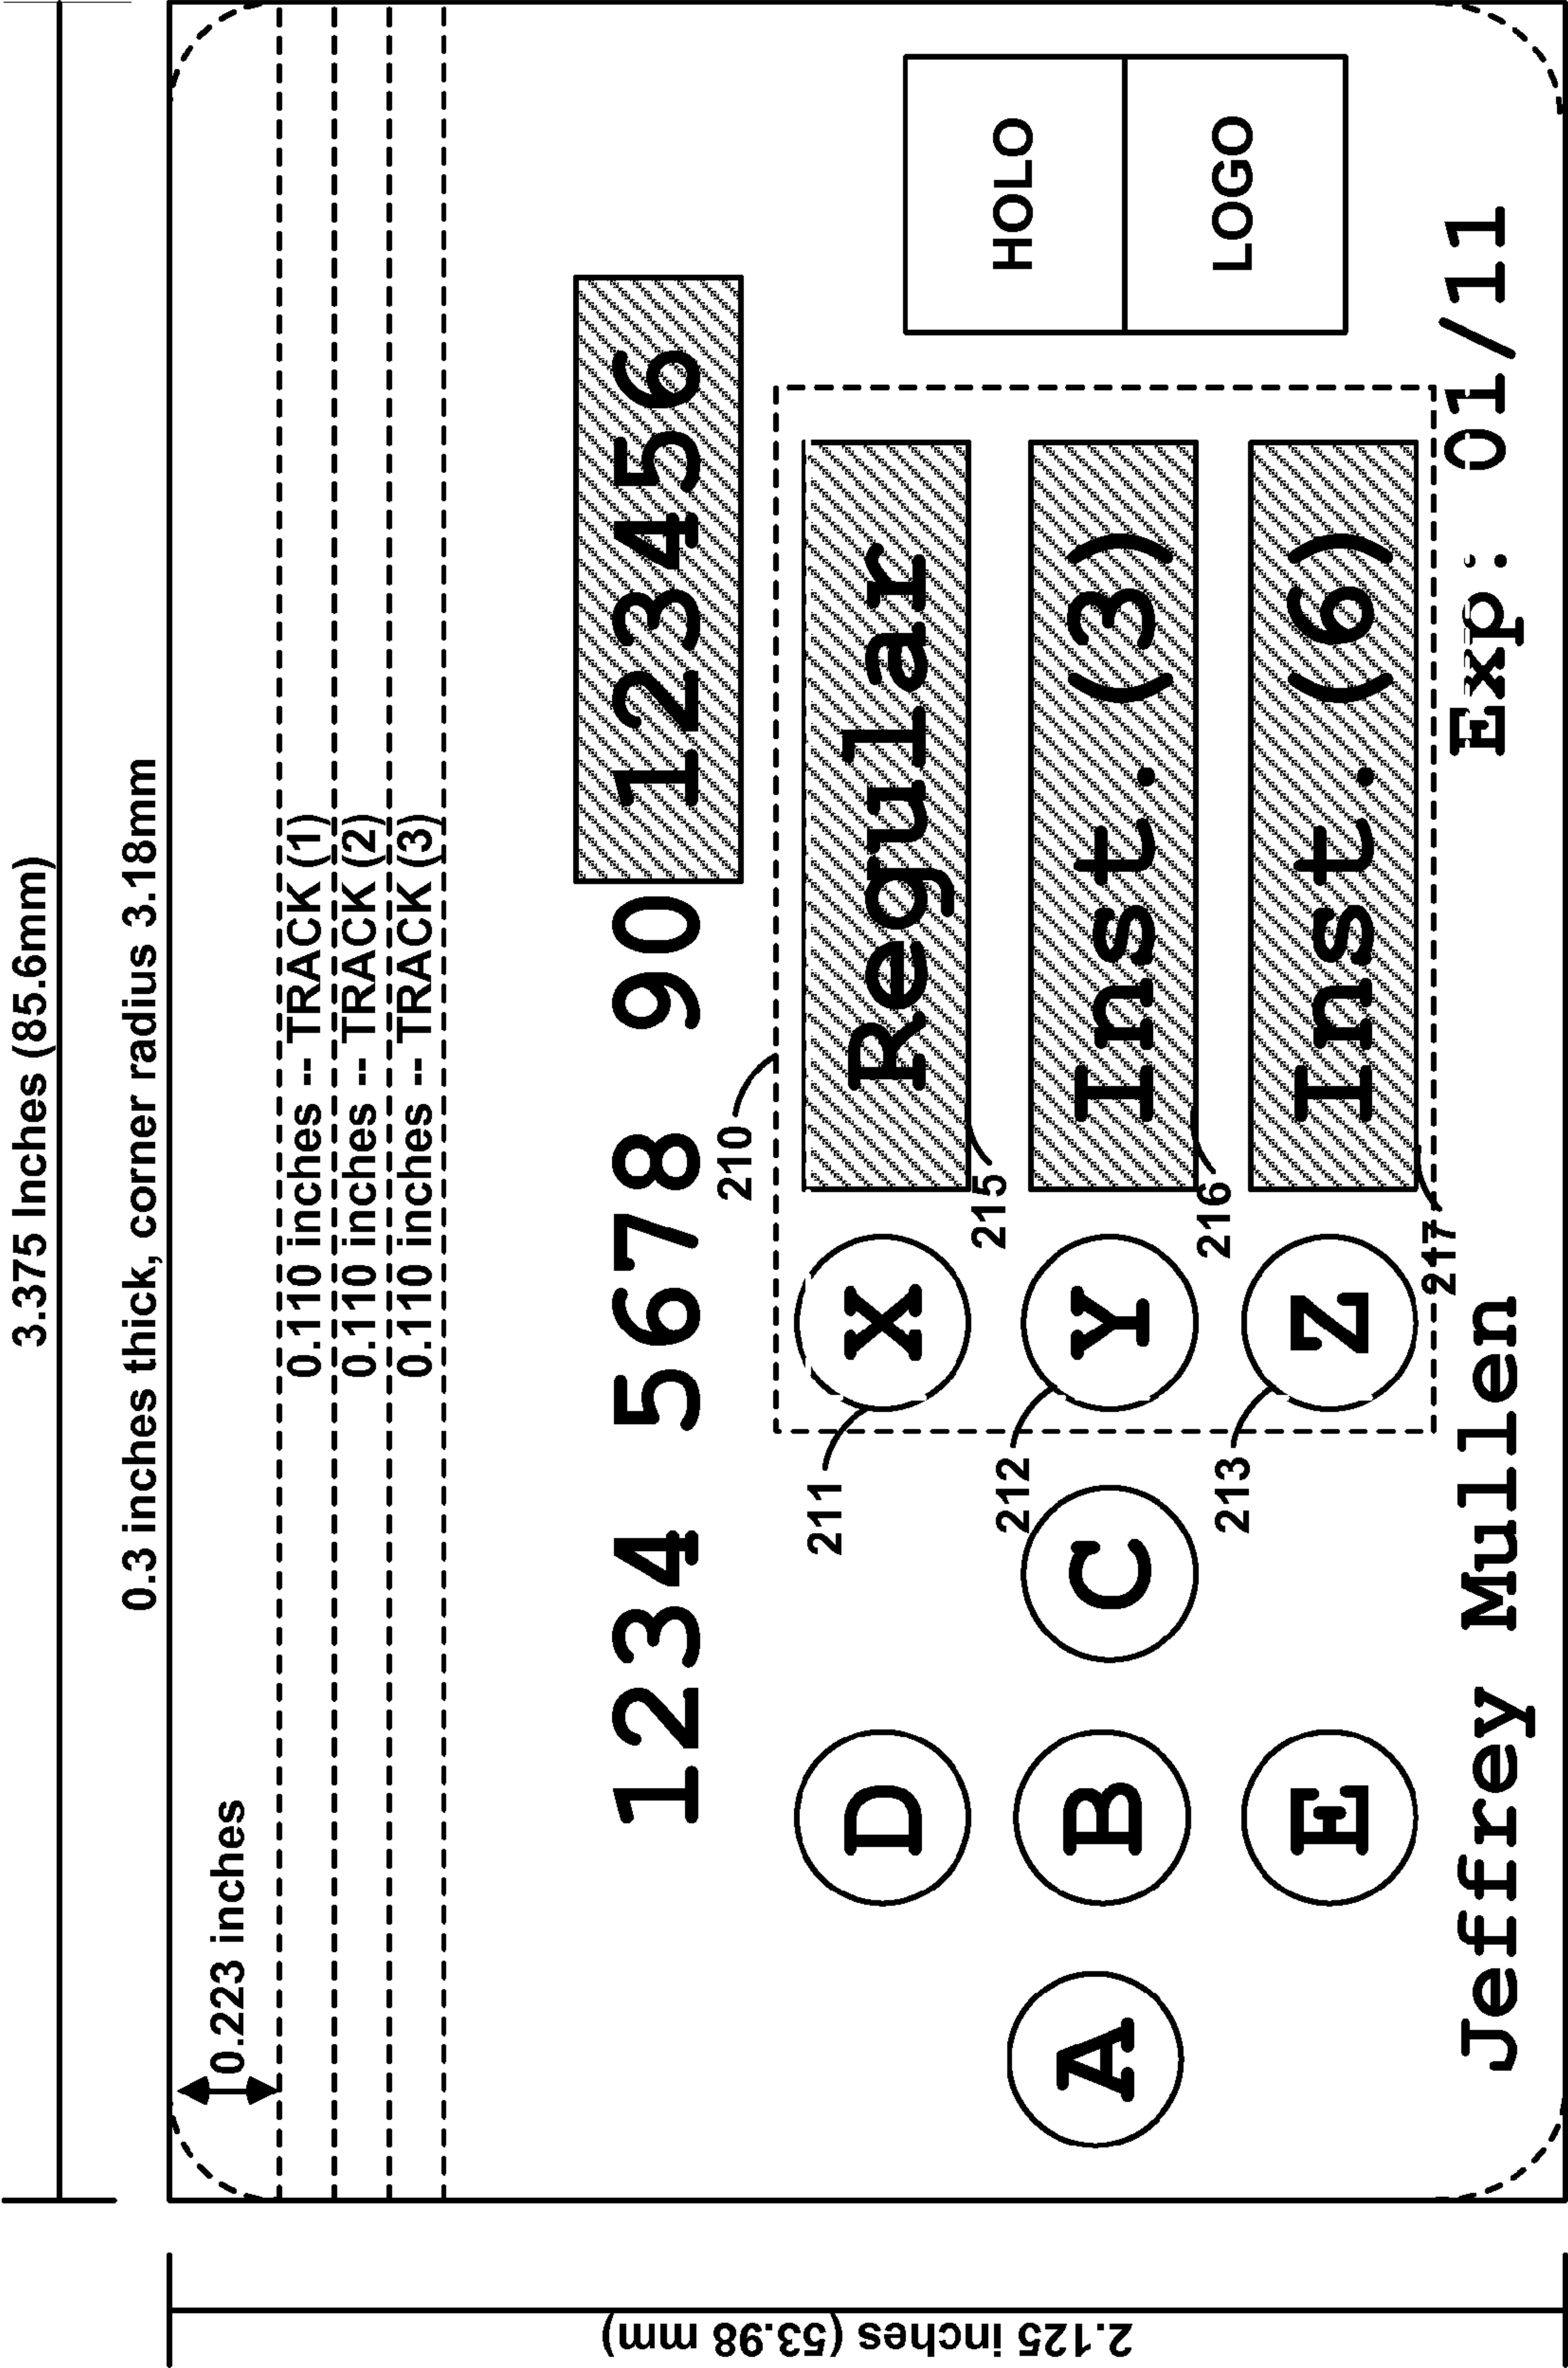 3.375 Inches (85.6mm)
0.3 inches thick, corner radius 3.18mm
0.223 inches
0.110 inches -- TRACK (1)
0.110 inches -- TRACK (2)
0.110 inches -- TRACK (3)
2.125 inches (53.98 mm)
1234 5678 90 123456
210
211
D
X
Regular
215
HOLO
LOGO
212
A
B
C
Y
Inst. (3)
216
213
E
Z
Inst. (6)
217
Jeffrey Mullen
Exp: 01/11